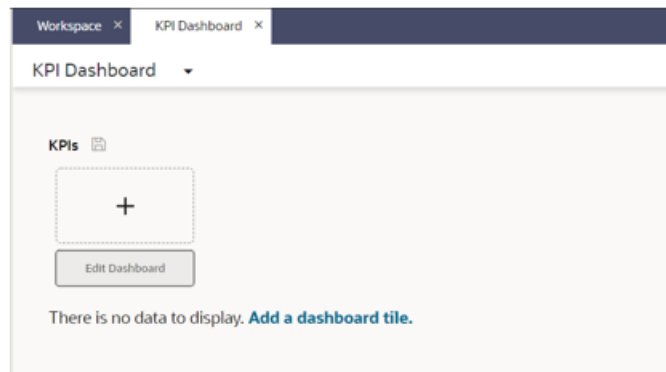 Workspace × KPI Dashboard ×
KPI Dashboard
KPIs
+
Edit Dashboard
There is no data to display. Add a dashboard tile.